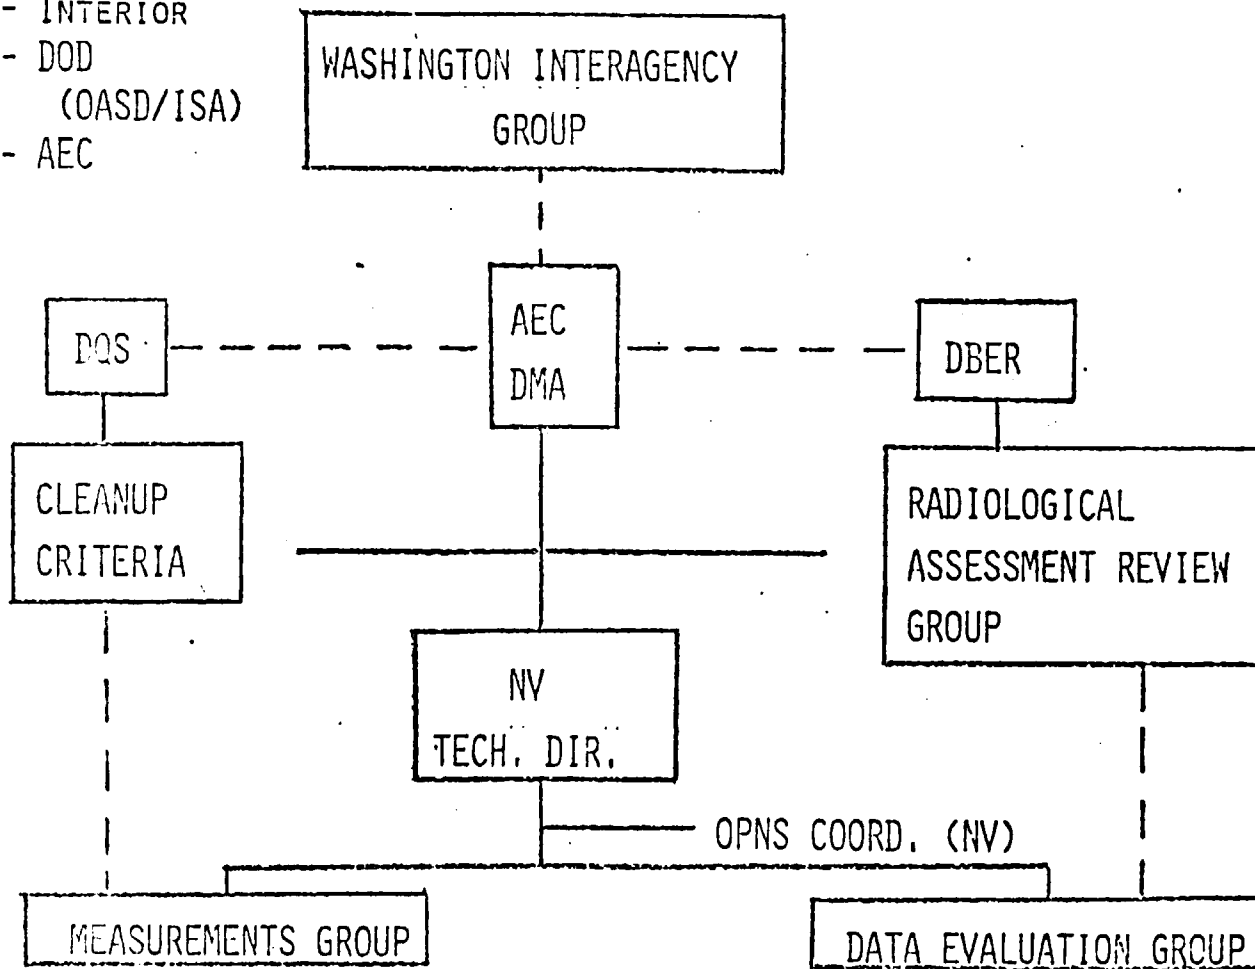 - INTERIOR
- DOD
(OASD/ISA)
- AEC
WASHINGTON INTERAGENCY
GROUP
DOS
AEC
DMA
DBER
CLEANUP
CRITERIA
RADIOLOGICAL
ASSESSMENT REVIEW
GROUP
NV
TECH. DIR.
OPNS COORD. (NV)
MEASUREMENTS GROUP
DATA EVALUATION GROUP